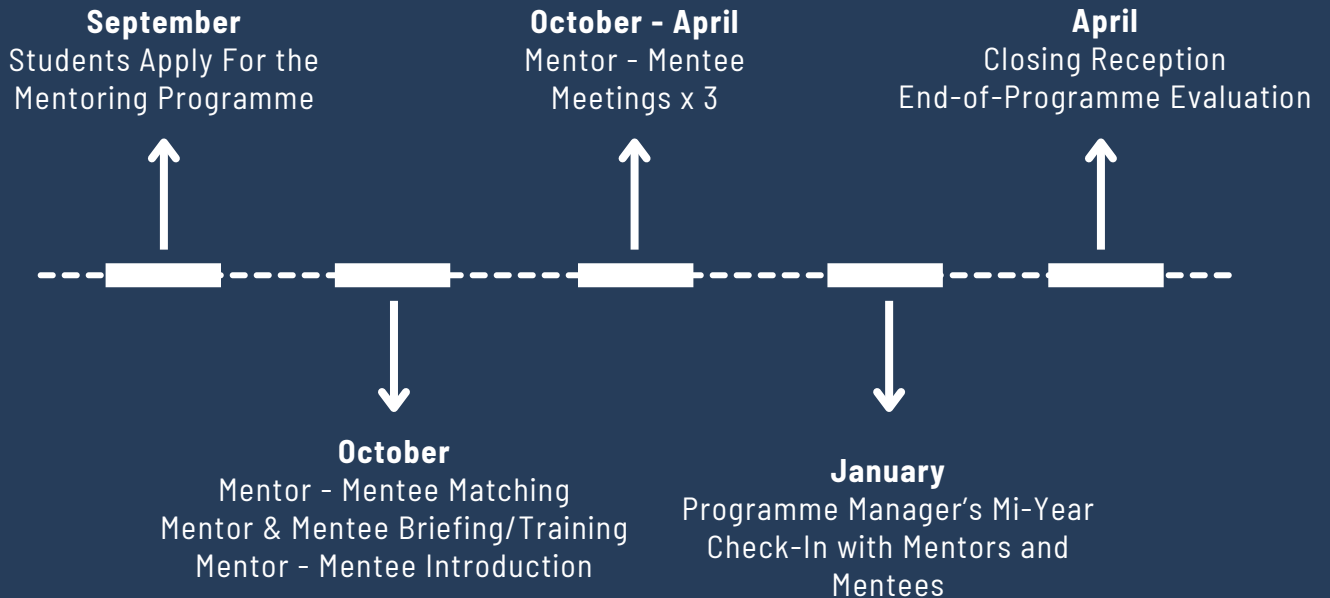 September
Students Apply For the
Mentoring Programme
October - April
Mentor - Mentee
Meetings x 3
April
Closing Reception
End-of-Programme Evaluation
October
Mentor - Mentee Matching
Mentor & Mentee Briefing/Training
Mentor - Mentee Introduction
January
Programme Manager’s Mi-Year
Check-In with Mentors and
Mentees